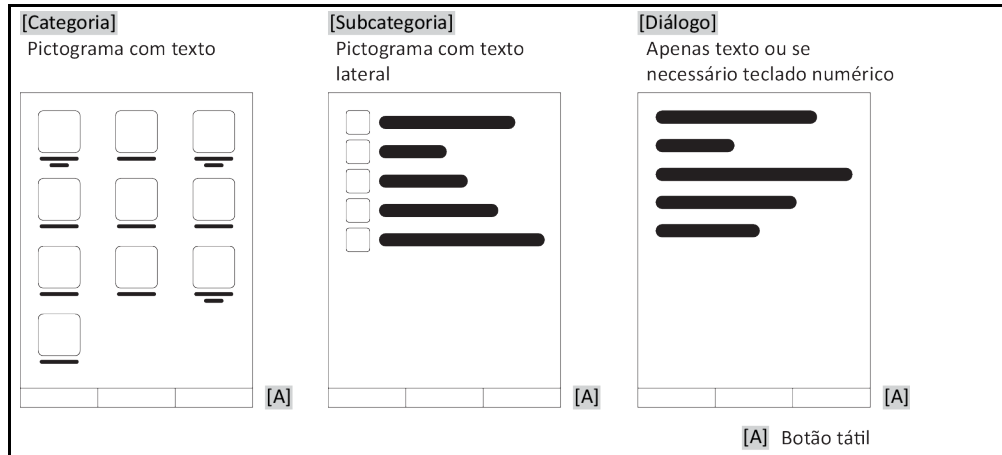 [Categoria]
Pictograma com texto
[Subcategoria]
Pictograma com texto
lateral
[Diálogo]
Apenas texto ou se
necessário teclado numérico
[A]
[A]
[A]
[A] Botão tátil